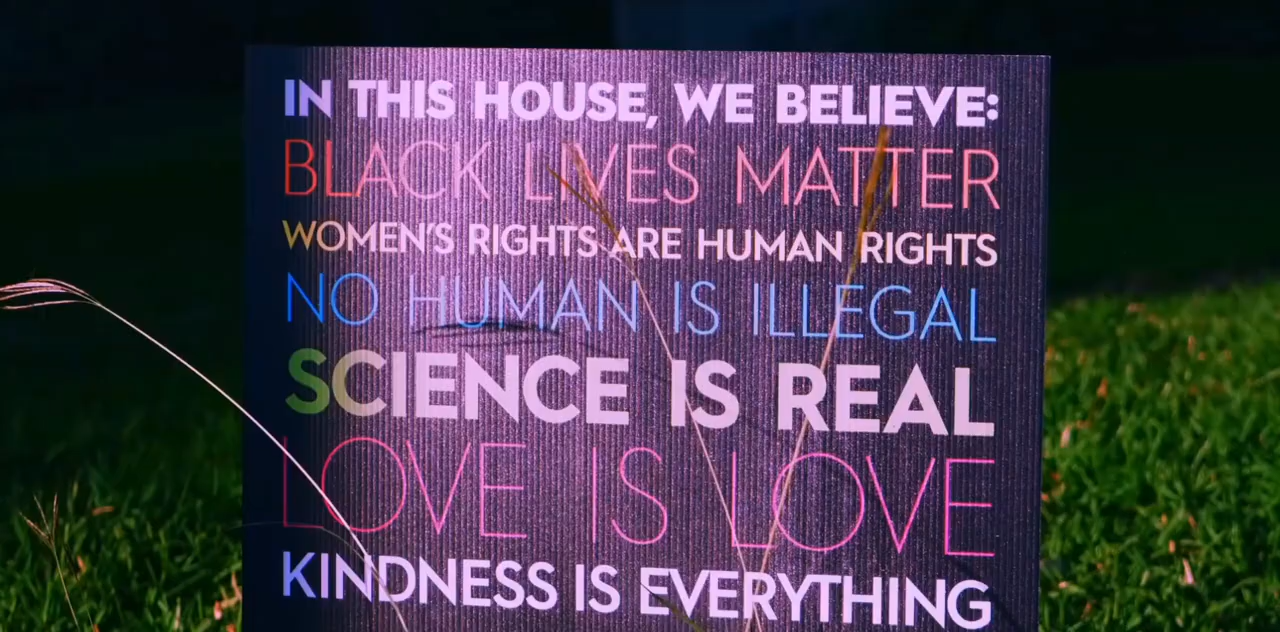 IN THIS HOUSE, WE BELIEVE:
BLACK LIVES MATTER
WOMEN'S RIGHTS ARE HUMAN RIGHTS
NO HUMAN IS ILLEGAL
SCIENCE IS REAL
LOVE IS LOVE
KINDNESS IS EVERYTHING